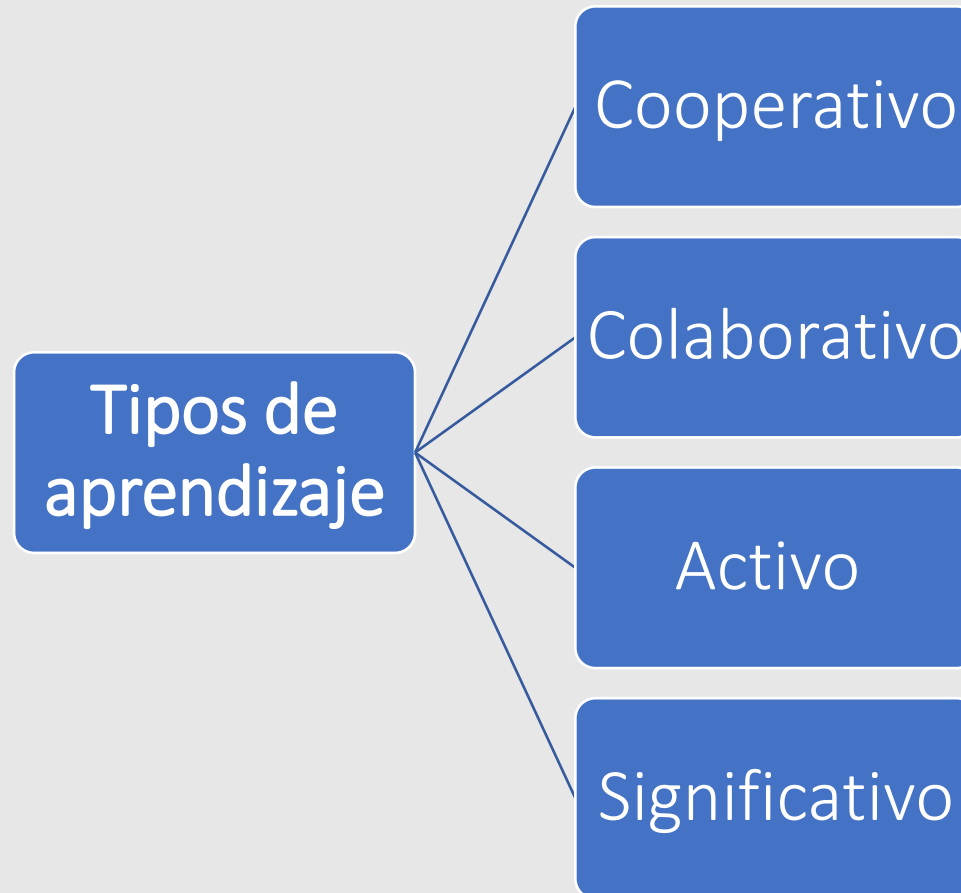 Tipos de
aprendizaje
Cooperativo
Colaborativo
Activo
Significativo